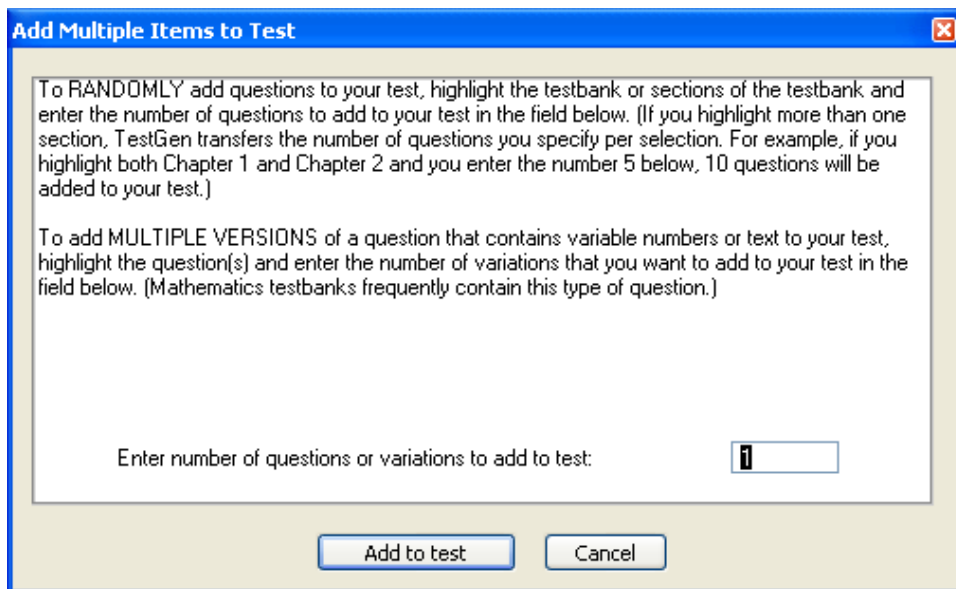 Add Multiple Items to Test
To RANDOMLY add questions to your test, highlight the testbank or sections of the testbank and
enter the number of questions to add to your test in the field below. (If you highlight more than one
section, TestGen transfers the number of questions you specify per selection. For example, if you
highlight both Chapter 1 and Chapter 2 and you enter the number 5 below, 10 questions will be
added to your test.)
To add MULTIPLE VERSIONS of a question that contains variable numbers or text to your test,
highlight the question(s) and enter the number of variations that you want to add to your test in the
field below. (Mathematics testbanks frequently contain this type of question.)
Enter number of questions or variations to add to test: 1
Add to test Cancel